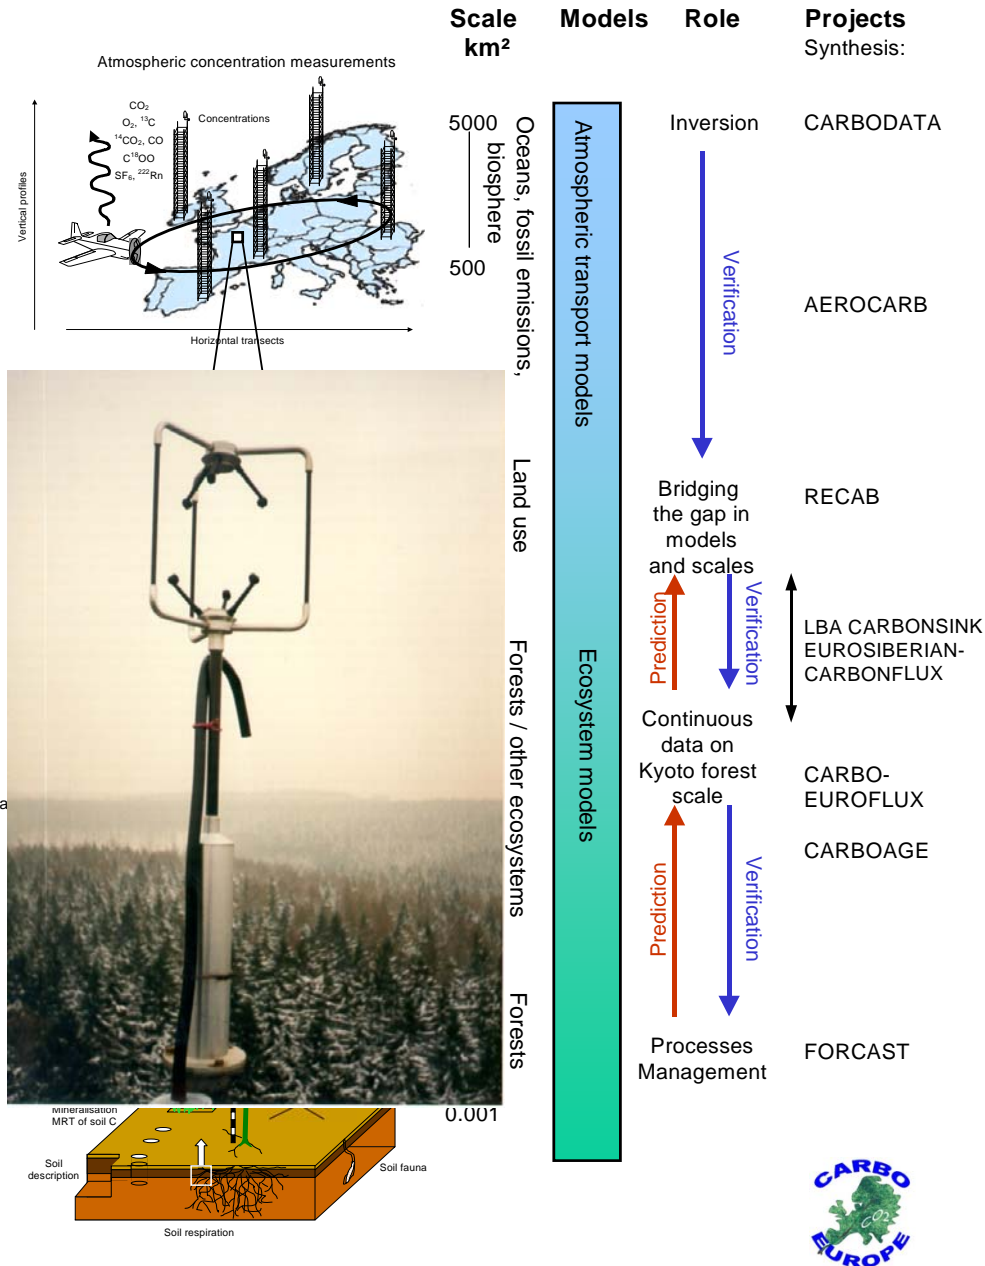 Scale
km²
Models
Role
Projects
Synthesis:
Atmospheric concentration measurements
CO2
O2, 13C
14CO2, CO
C18OO
SF6, 222Rn
Concentrations
Vertical profiles
Horizontal transects
5000
500
Oceans, fossil emissions,
biosphere
Land use
Forests / other ecosystems
Forests
0.001
Atmospheric transport models
Ecosystem models
Inversion
Verification
Bridging
the gap in
models
and scales
Prediction
Verification
Continuous
data on
Kyoto forest
scale
Prediction
Verification
Processes
Management
CARBODATA
AEROCARB
RECAB
LBA CARBONSINK
EUROSIBERIAN-
CARBONFLUX
CARBO-
EUROFLUX
CARBOAGE
FORCAST
Mineralisation
MRT of soil C
Soil
description
Soil fauna
Soil respiration
CARBO
CO2
EUROPE